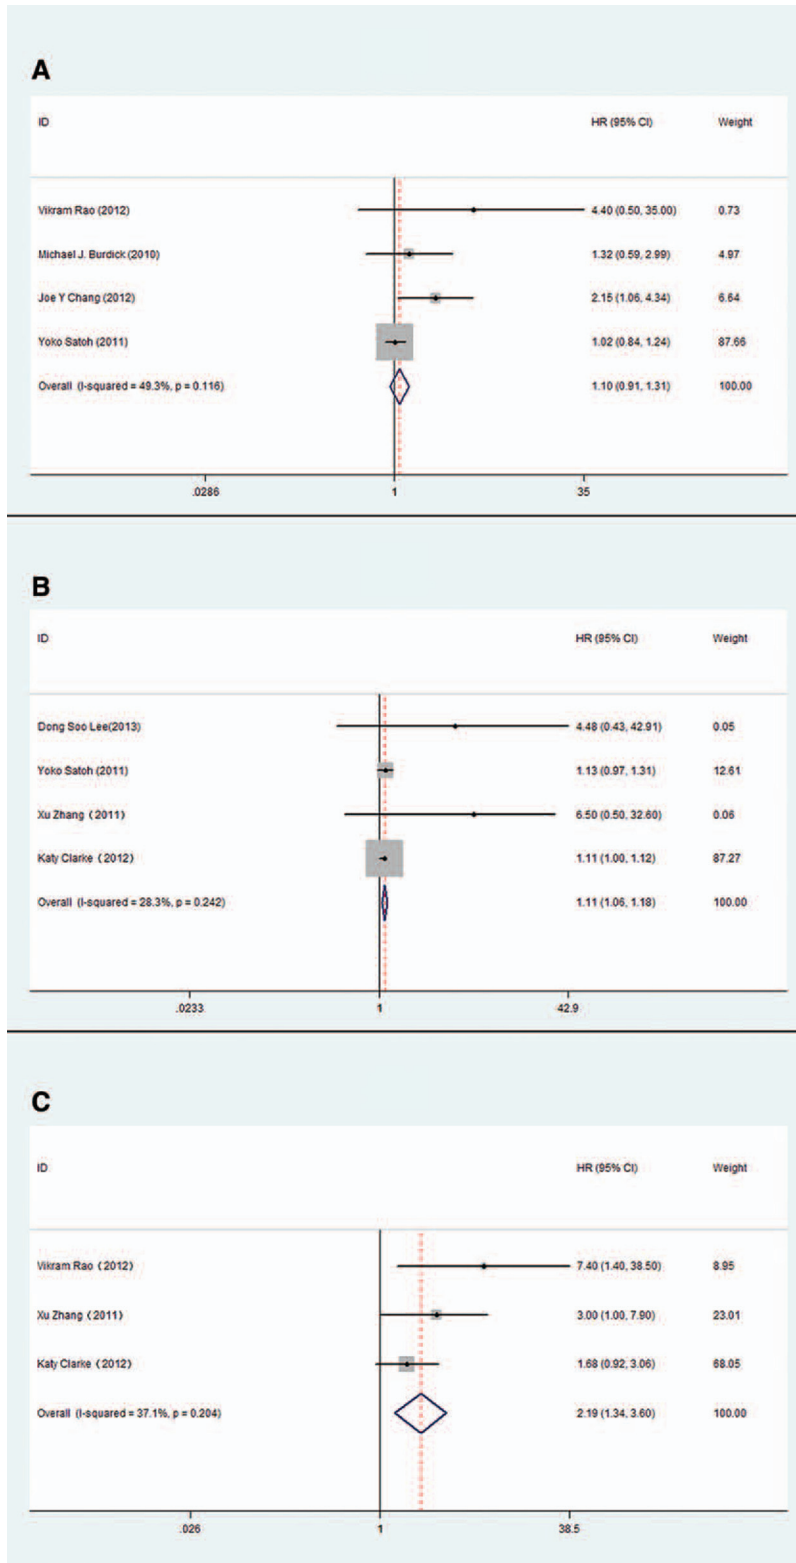 A
ID HR (95% CI) Weight
Vikram Rao (2012) 4.40 (0.50, 35.00) 0.73
Michael J. Burdick (2010) 1.32 (0.59, 2.99) 4.97
Joe Y Chang (2012) 2.15 (1.06, 4.34) 6.64
Yoko Satoh (2011) 1.02 (0.84, 1.24) 87.66
Overall (I-squared = 49.3%, p = 0.116) 1.10 (0.91, 1.31) 100.00
.0286 1 35
B
ID HR (95% CI) Weight
Dong Soo Lee(2013) 4.48 (0.43, 42.91) 0.05
Yoko Satoh (2011) 1.13 (0.97, 1.31) 12.61
Xu Zhang (2011) 6.50 (0.50, 32.60) 0.06
Katy Clarke (2012) 1.11 (1.00, 1.12) 87.27
Overall (I-squared = 28.3%, p = 0.242) 1.11 (1.06, 1.18) 100.00
.0233 1 42.9
C
ID HR (95% CI) Weight
Vikram Rao (2012) 7.40 (1.40, 38.50) 8.95
Xu Zhang (2011) 3.00 (1.00, 7.90) 23.01
Katy Clarke (2012) 1.68 (0.92, 3.06) 68.05
Overall (I-squared = 37.1%, p = 0.204) 2.19 (1.34, 3.60) 100.00
.026 1 38.5